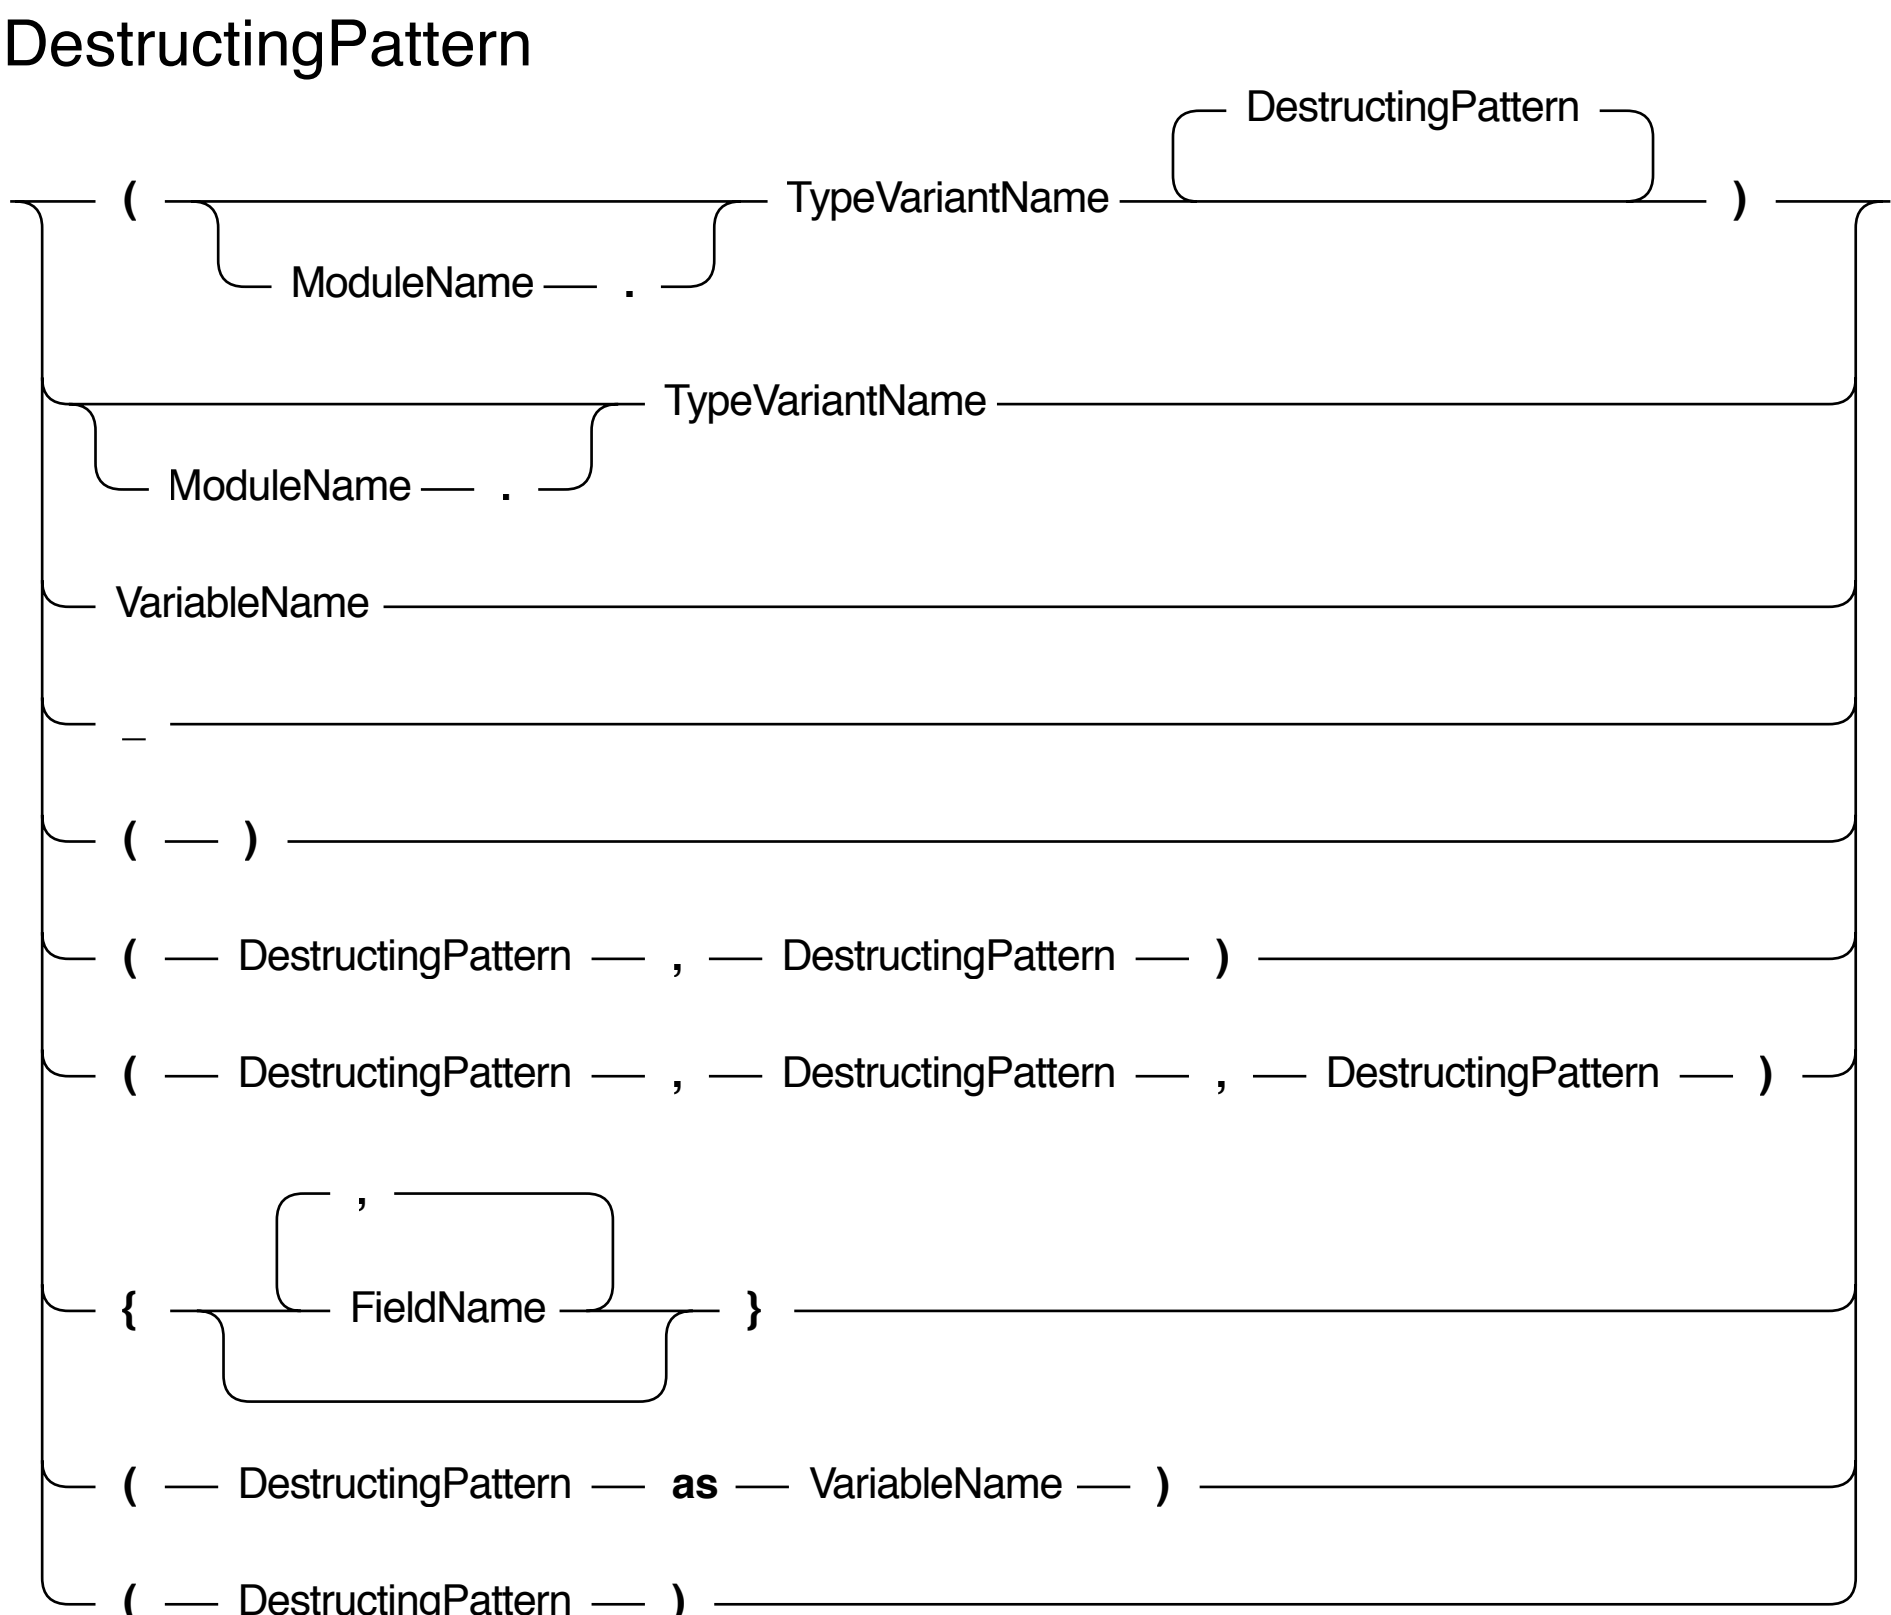 DestructingPattern
DestructingPattern
( TypeVariantName )
ModuleName .
TypeVariantName
ModuleName .
VariableName
_
( )
( DestructingPattern , DestructingPattern )
( DestructingPattern , DestructingPattern , DestructingPattern )
,
{ FieldName }
( DestructingPattern as VariableName )
( DestructingPattern )